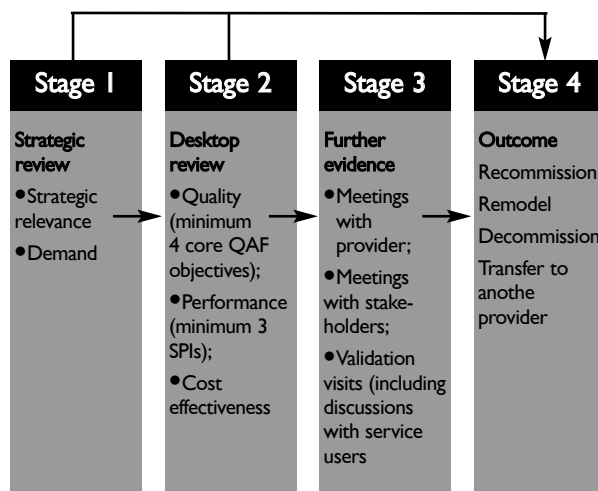 Stage 1
Strategic
review
•Strategic
relevance
•Demand
Stage 2
Desktop
review
•Quality
(minimum
4 core QAF
objectives);
•Performance
(minimum 3
SPIs);
•Cost
effectiveness
Stage 3
Further
evidence
•Meetings
with
provider;
•Meetings
with stake-
holders;
•Validation
visits (including
discussions
with service
users
Stage 4
Outcome
Recommission
Remodel
Decommission
Transfer to
anothe
provider